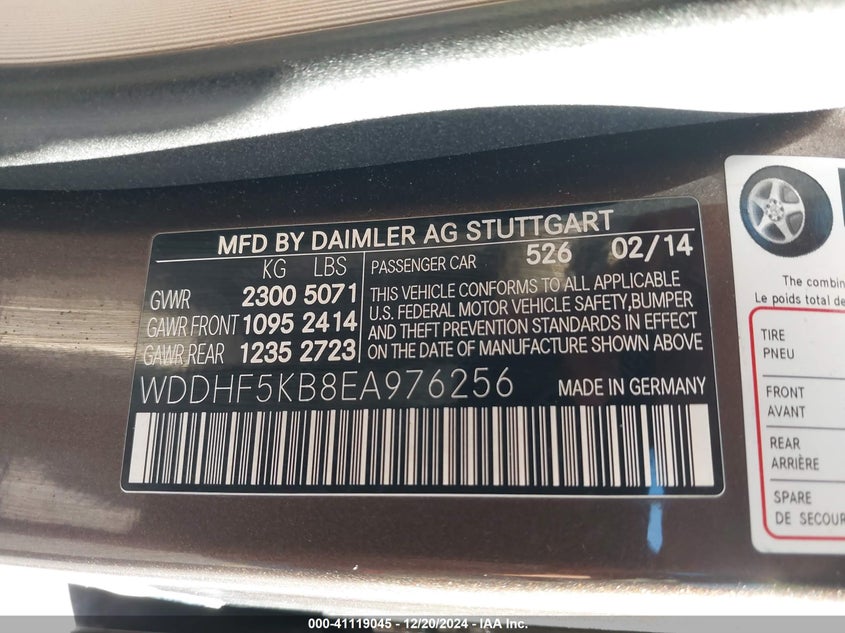 MFD BY DAIMLER AG STUTTGART
KG LBS
GVWR 2300 5071
GAWR FRONT 1095 2414
GAWR REAR 1235 2723
PASSENGER CAR 526 02/14
THIS VEHICLE CONFORMS TO ALL APPLICABLE
U.S. FEDERAL MOTOR VEHICLE SAFETY, BUMPER
AND THEFT PREVENTION STANDARDS IN EFFECT
ON THE DATE OF MANUFACTURE SHOWN ABOVE
WDDHF5KB8EA976256 MADE IN GERMANY
The combin
Le poids total de
TIRE
PNEU
FRONT
AVANT
REAR
ARRIÈRE
SPARE
DE SECOUR
000-41119045 - 12/20/2024 - IAA Inc.